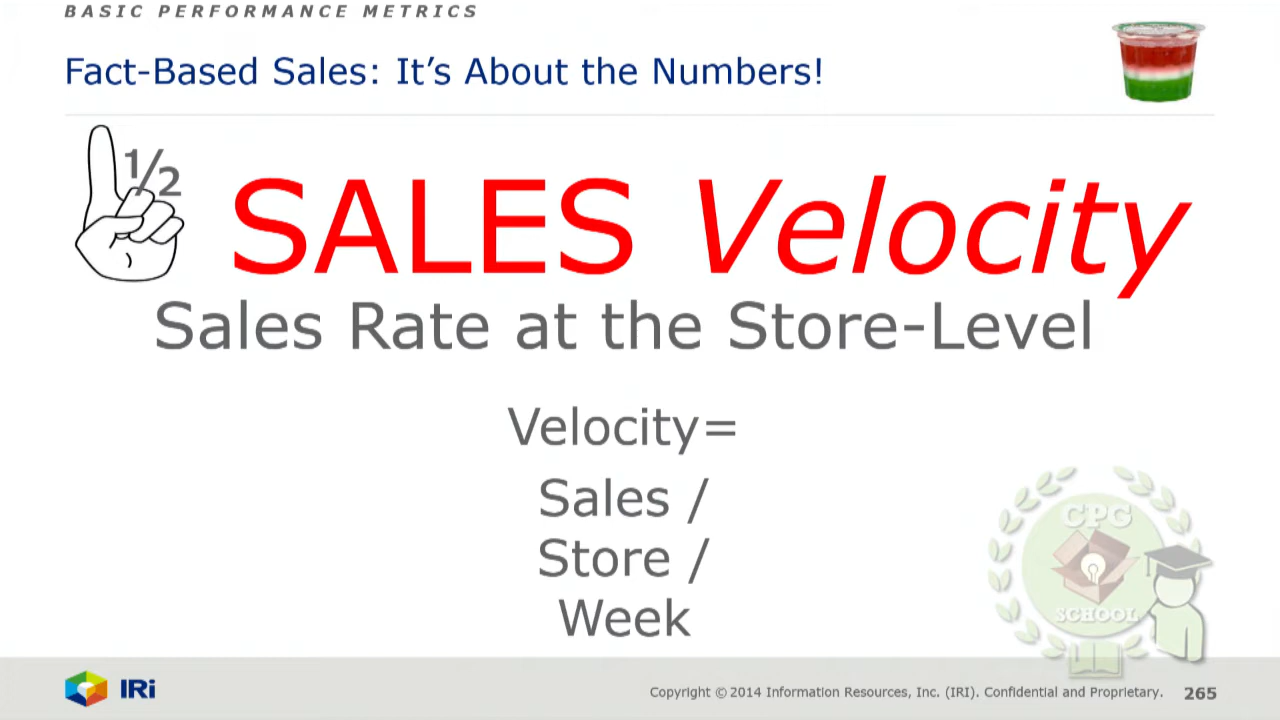 BASIC PERFORMANCE METRICS
Fact-Based Sales: It's About the Numbers!
½
SALES Velocity
Sales Rate at the Store-Level
Velocity=
Sales /
Store /
Week
CPG
SCHOOL
IRi
Copyright © 2014 Information Resources, Inc. (IRI). Confidential and Proprietary.
265